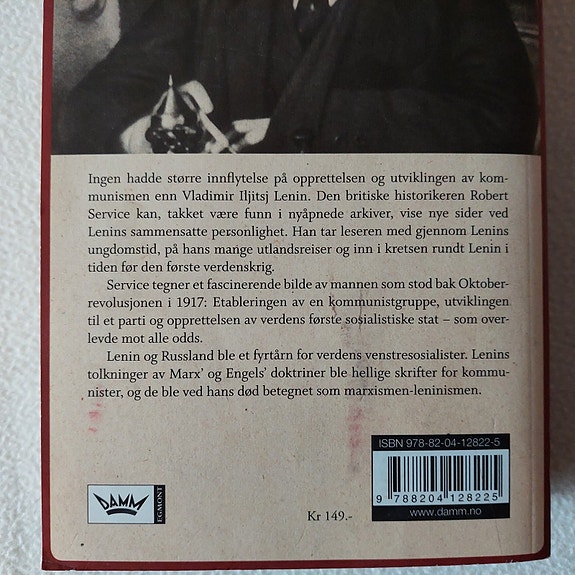 Ingen hadde større innflytelse på opprettelsen og utviklingen av kom-
munismen enn Vladimir Iljitsj Lenin. Den britiske historikeren Robert
Service kan, takket være funn i nyåpnede arkiver, vise nye sider ved
Lenins sammensatte personlighet. Han tar leseren med gjennom Lenins
ungdomstid, på hans mange utlandsreiser og inn i kretsen rundt Lenin i
tiden før den første verdenskrig.
Service tegner et fascinerende bilde av mannen som stod bak Oktober-
revolusjonen i 1917: Etableringen av en kommunistgruppe, utviklingen
til et parti og opprettelsen av verdens første sosialistiske stat – som over-
levde mot alle odds.
Lenin og Russland ble et fyrtårn for verdens venstresosialister. Lenins
tolkninger av Marx' og Engels' doktriner ble hellige skrifter for kommu-
nister, og de ble ved hans død betegnet som marxismen-leninismen.
ISBN 978-82-04-12822-5
9 788204 128225
www.damm.no
Kr 149.-
DAMM
EGMONT